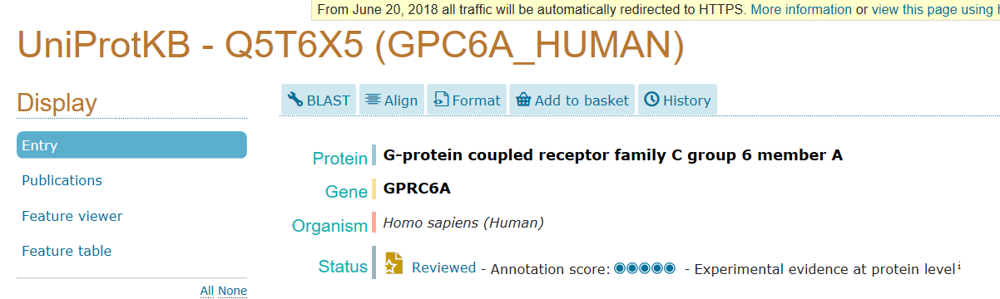 From June 20, 2018 all traffic will be automatically redirected to HTTPS. More information or view this page using
UniProtKB - Q5T6X5 (GPC6A_HUMAN)
Display
BLAST Align Format Add to basket History
Entry
Publications
Feature viewer
Feature table
All None
Protein G-protein coupled receptor family C group 6 member A
Gene GPRC6A
Organism Homo sapiens (Human)
Status Reviewed - Annotation score: - Experimental evidence at protein level i